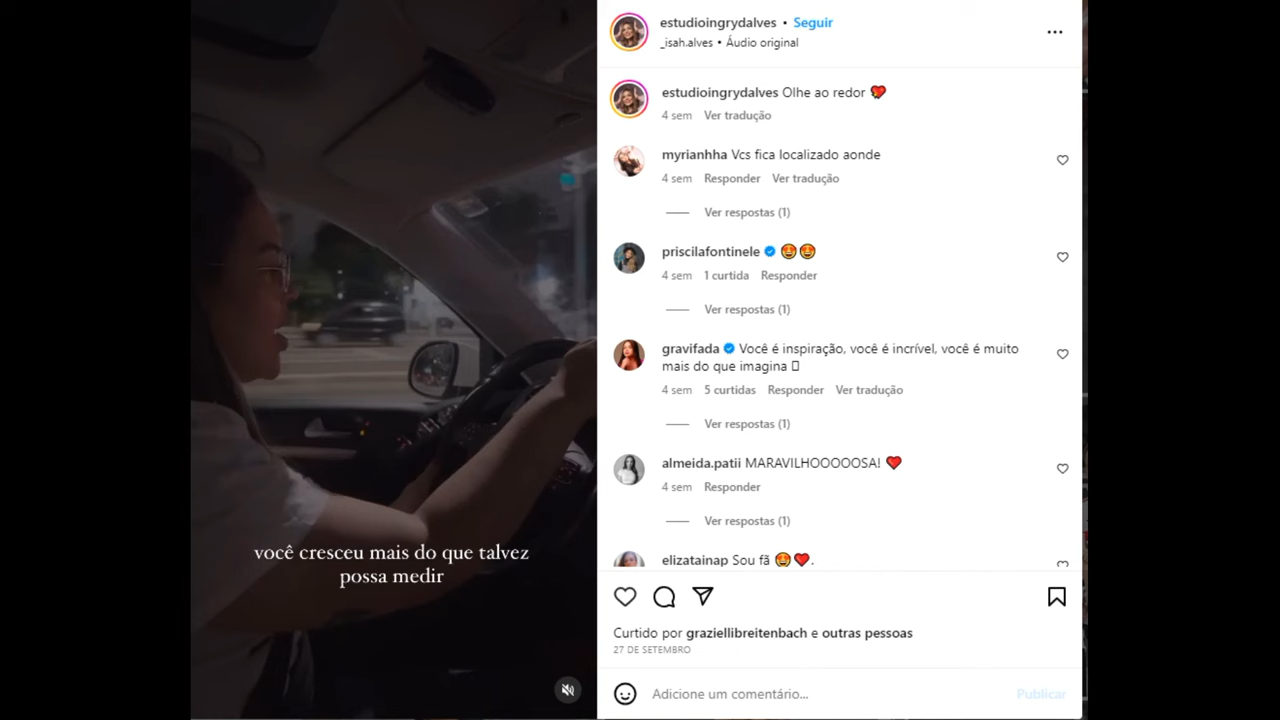 você cresceu mais do que talvez
possa medir
estudioingrydalves • Seguir
_isah.alves • Áudio original
estudioingrydalves Olhe ao redor
4 sem Ver tradução
myrianhha Vcs fica localizado aonde
4 sem Responder Ver tradução
Ver respostas (1)
priscilafontinele 🤩🤩
4 sem 1 curtida Responder
Ver respostas (1)
gravifada Você é inspiração, você é incrível, você é muito
mais do que imagina
4 sem 5 curtidas Responder Ver tradução
Ver respostas (1)
almeida.patii MARAVILHOOOOOSA! ❤️
4 sem Responder
Ver respostas (1)
elizatainap Sou fã 🤩❤️.
Curtido por graziellibreitenbach e outras pessoas
27 DE SETEMBRO
Adicione um comentário... Publicar